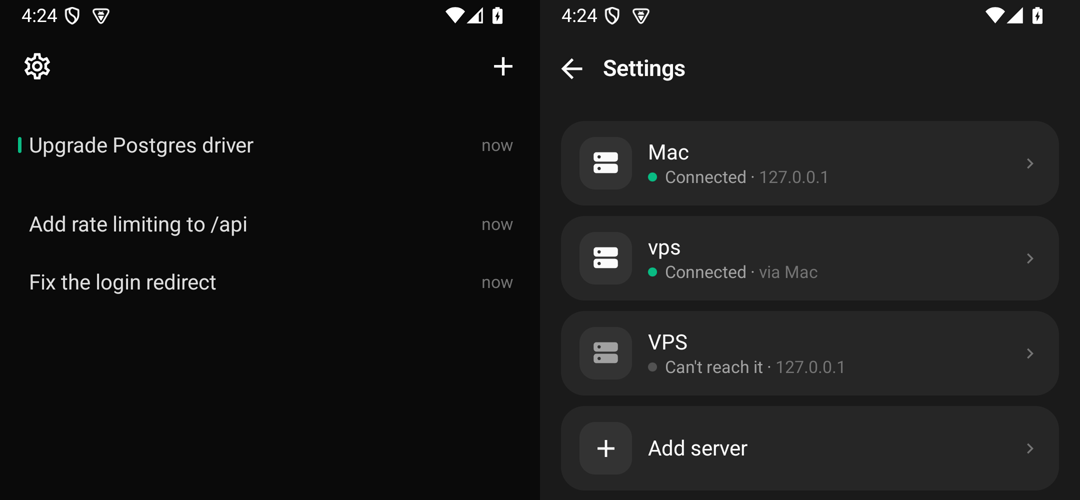 4:24
Upgrade Postgres driver now
Add rate limiting to /api now
Fix the login redirect now
4:24
Settings
Mac
Connected · 127.0.0.1
vps
Connected · via Mac
VPS
Can't reach it · 127.0.0.1
Add server